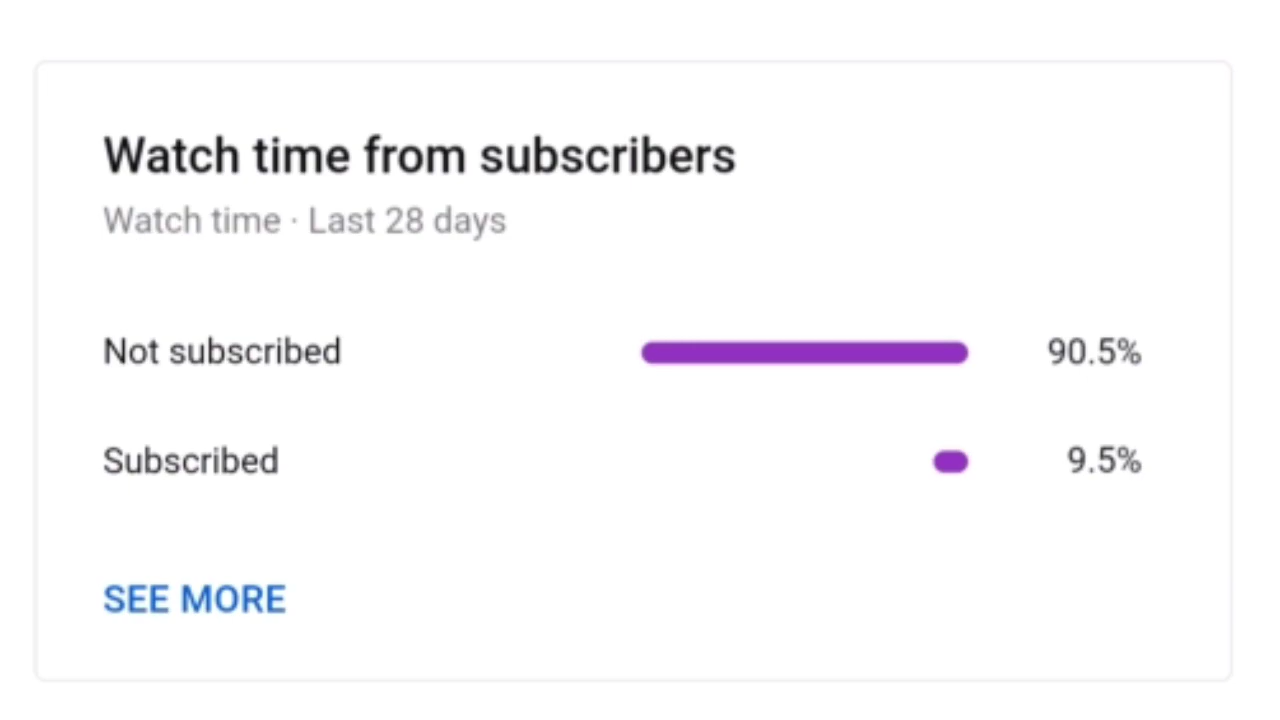 Watch time from subscribers
Watch time · Last 28 days
Not subscribed 90.5%
Subscribed 9.5%
SEE MORE